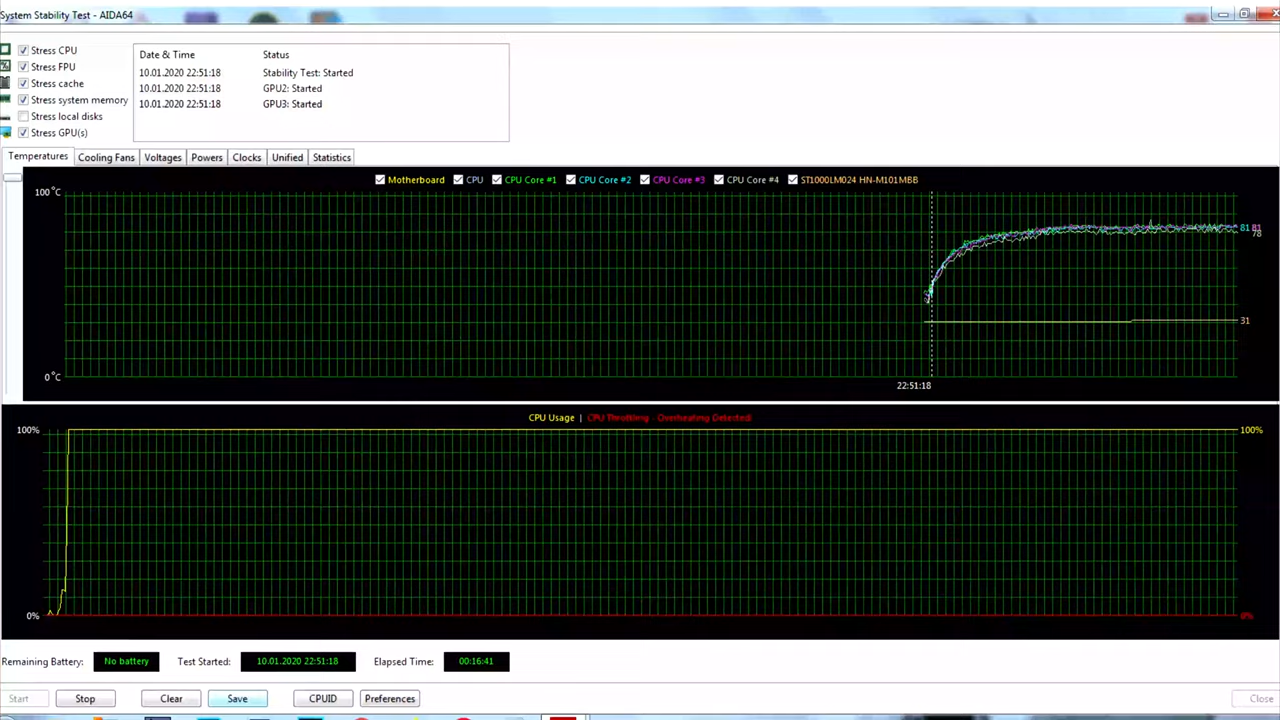 System Stability Test - AIDA64
Stress CPU
Stress FPU
Stress cache
Stress system memory
Stress local disks
Stress GPU(s)
Date & Time Status
10.01.2020 22:51:18 Stability Test: Started
10.01.2020 22:51:18 GPU2: Started
10.01.2020 22:51:18 GPU3: Started
Temperatures Cooling Fans Voltages Powers Clocks Unified Statistics
Motherboard CPU CPU Core #1 CPU Core #2 CPU Core #3 CPU Core #4 ST1000LM024 HN-M101MBB
100°C
81 81
78
31
0°C
22:51:18
CPU Usage | CPU Throttling - Overheating Detected!
100% 100%
0% 0%
Remaining Battery: No battery Test Started: 10.01.2020 22:51:18 Elapsed Time: 00:16:41
Start Stop Clear Save CPUID Preferences Close